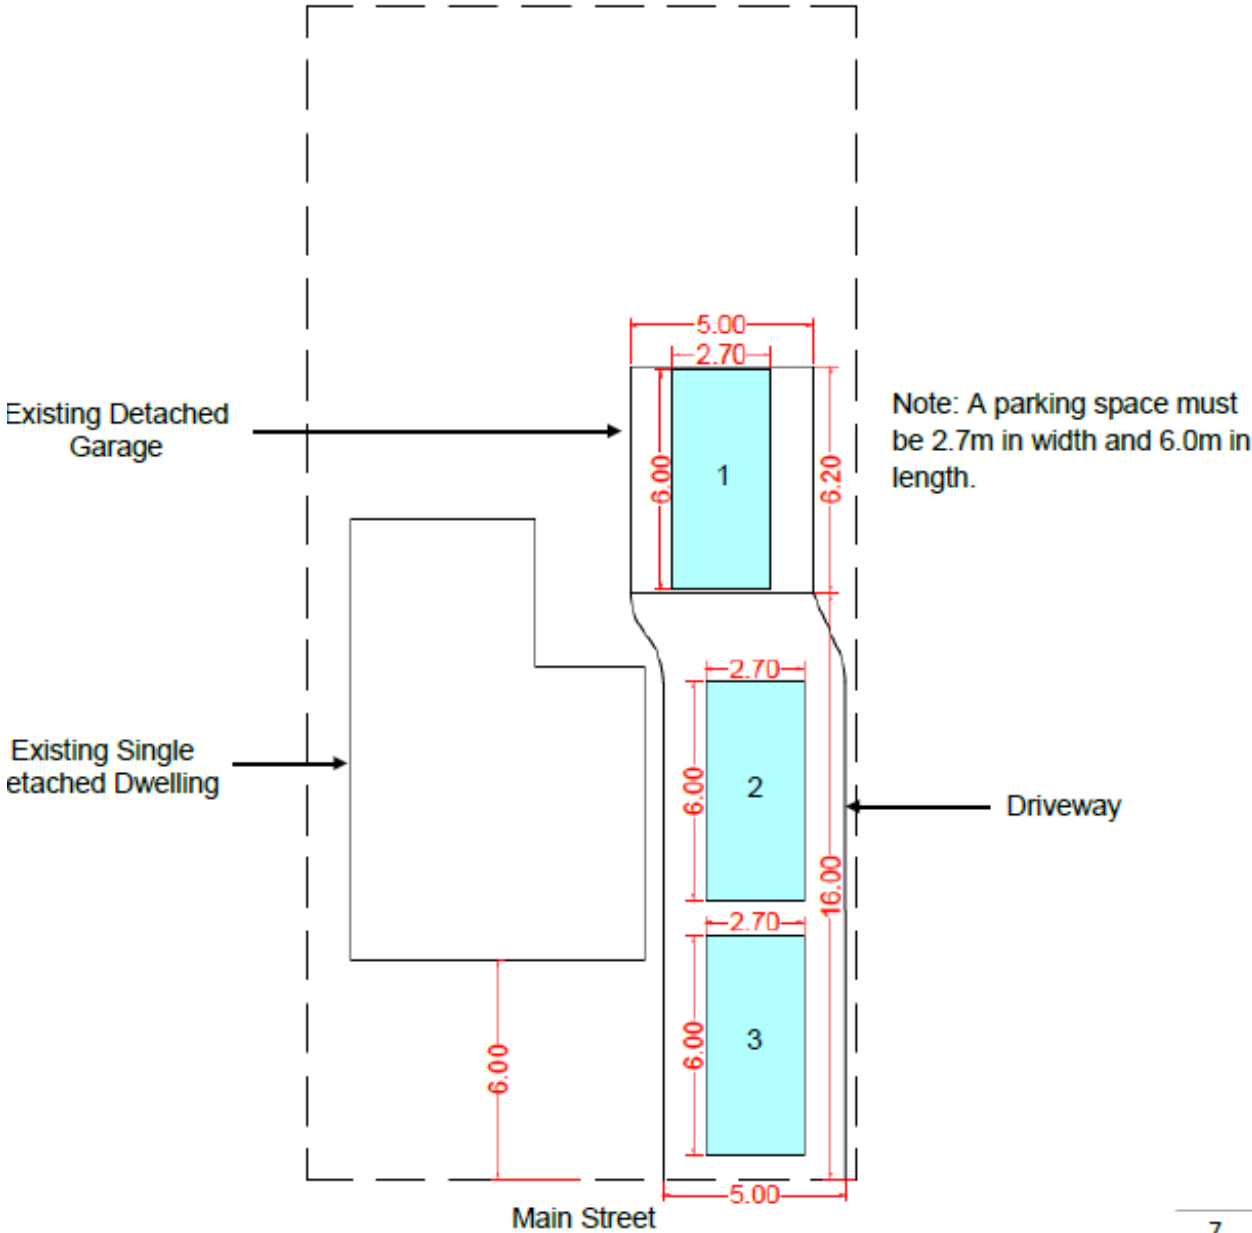 5.00
2.70
Existing Detached
Garage
Note: A parking space must
be 2.7m in width and 6.0m in
length.
6.00
1
6.20
2.70
Existing Single
etached Dwelling
6.00
2
Driveway
16.00
2.70
6.00
3
6.00
5.00
Main Street
7